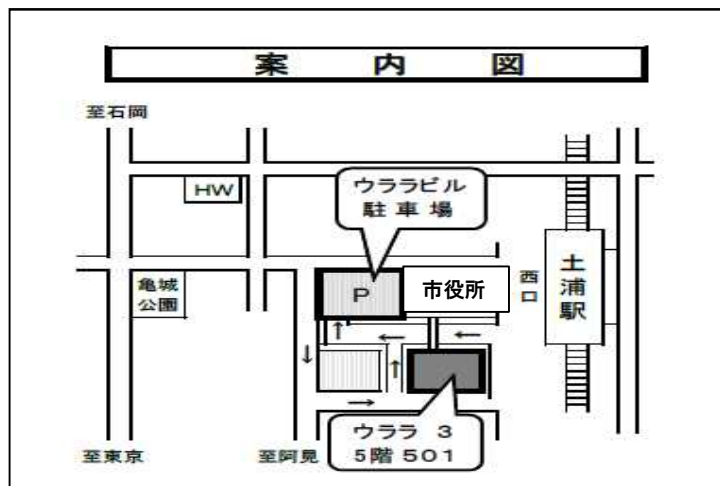 案内図
至石岡
HW
ウララビル
駐車場
亀城
公園
P
市役所
西口
土浦駅
ウララ 3
5階 501
至東京
至阿見